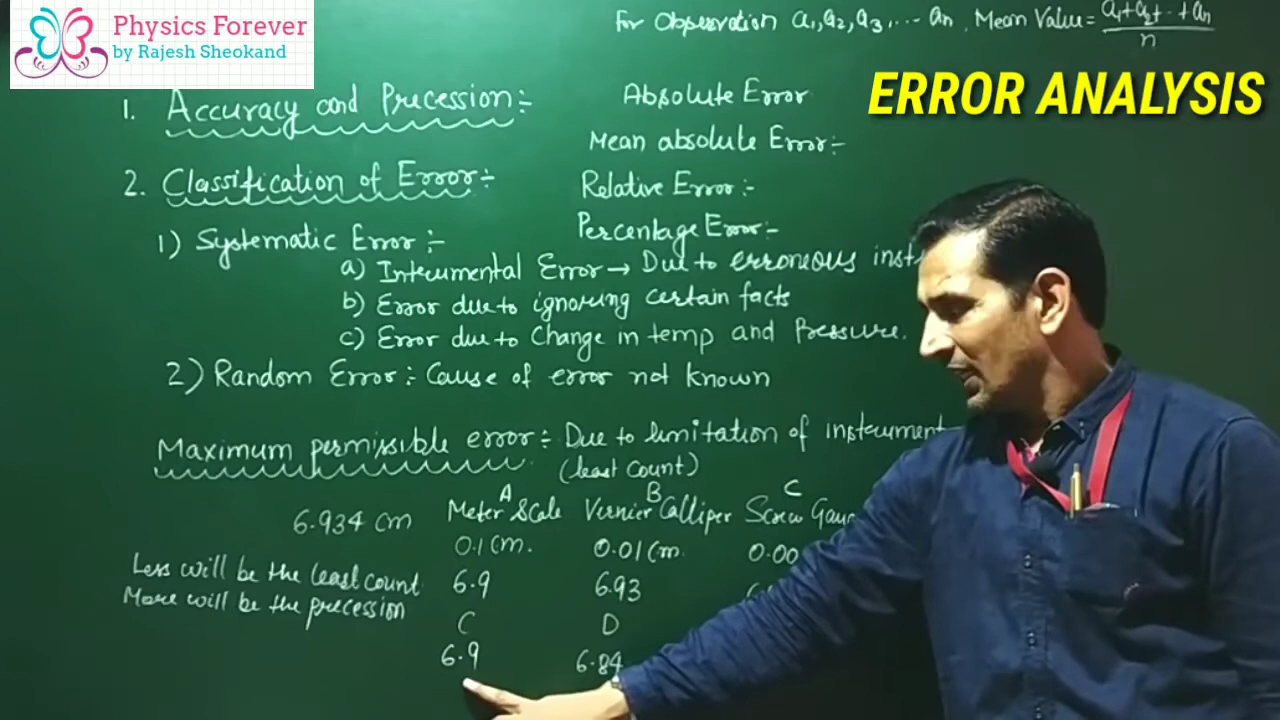 Physics Forever
by Rajesh Sheokand
For Observation a1, a2, a3, ... an, Mean Value = a1 + a2 + .. + an / n
ERROR ANALYSIS
1. Accuracy and Precession :-
Absolute Error
Mean absolute Error :-
2. Classification of Error :-
Relative Error :-
Percentage Error :-
1) Systematic Error :-
a) Intrumental Error → Due to erroneous inst
b) Error due to ignoring certain facts
c) Error due to Change in temp and Pressure.
2) Random Error :- Cause of error not known
Maximum permissible error :- Due to limitation of instrument
(least count)
A B C
6.934 cm Meter Scale Vernier Calliper Screw Gau
0.1 cm. 0.01 cm. 0.00
Less will be the least count 6.9 6.93
More will be the precession
C D
6.9 6.84